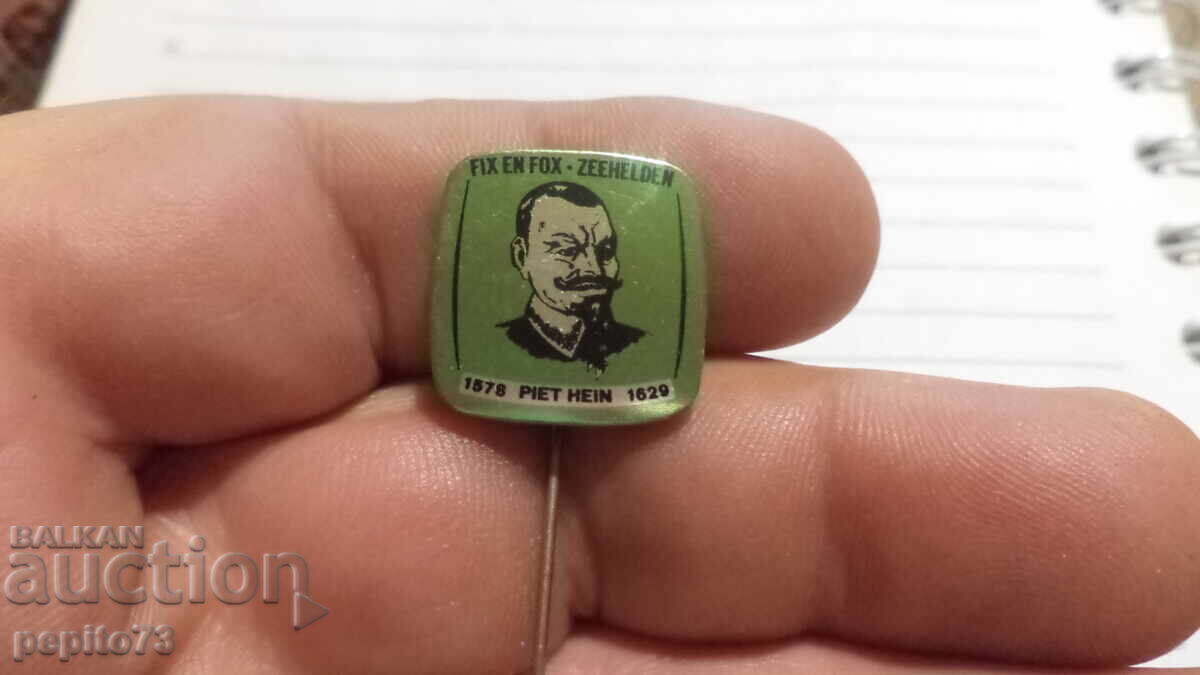 FIX EN FOX · ZEEHELDEN
1578 PIET HEIN 1629
BALKAN
auction
pepito73